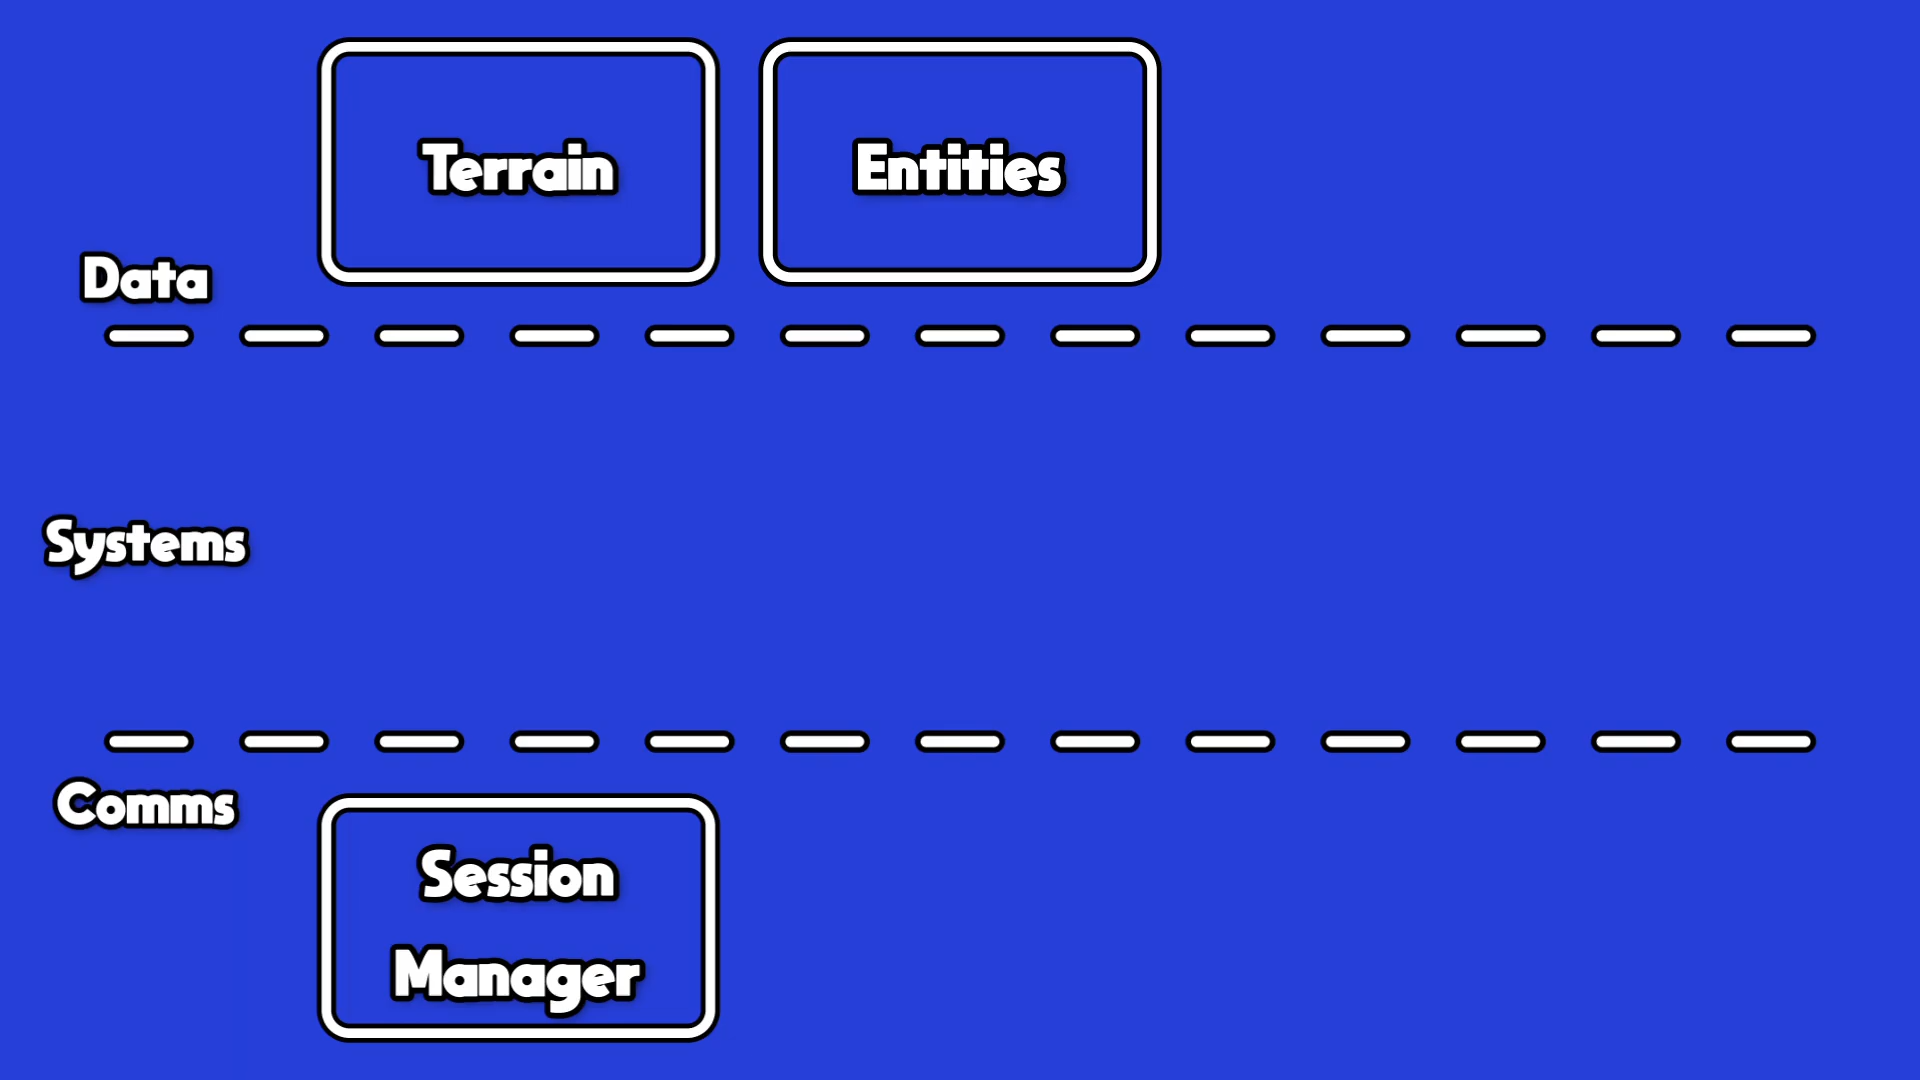 Terrain
Entities
Data
Systems
Comms
Session
Manager